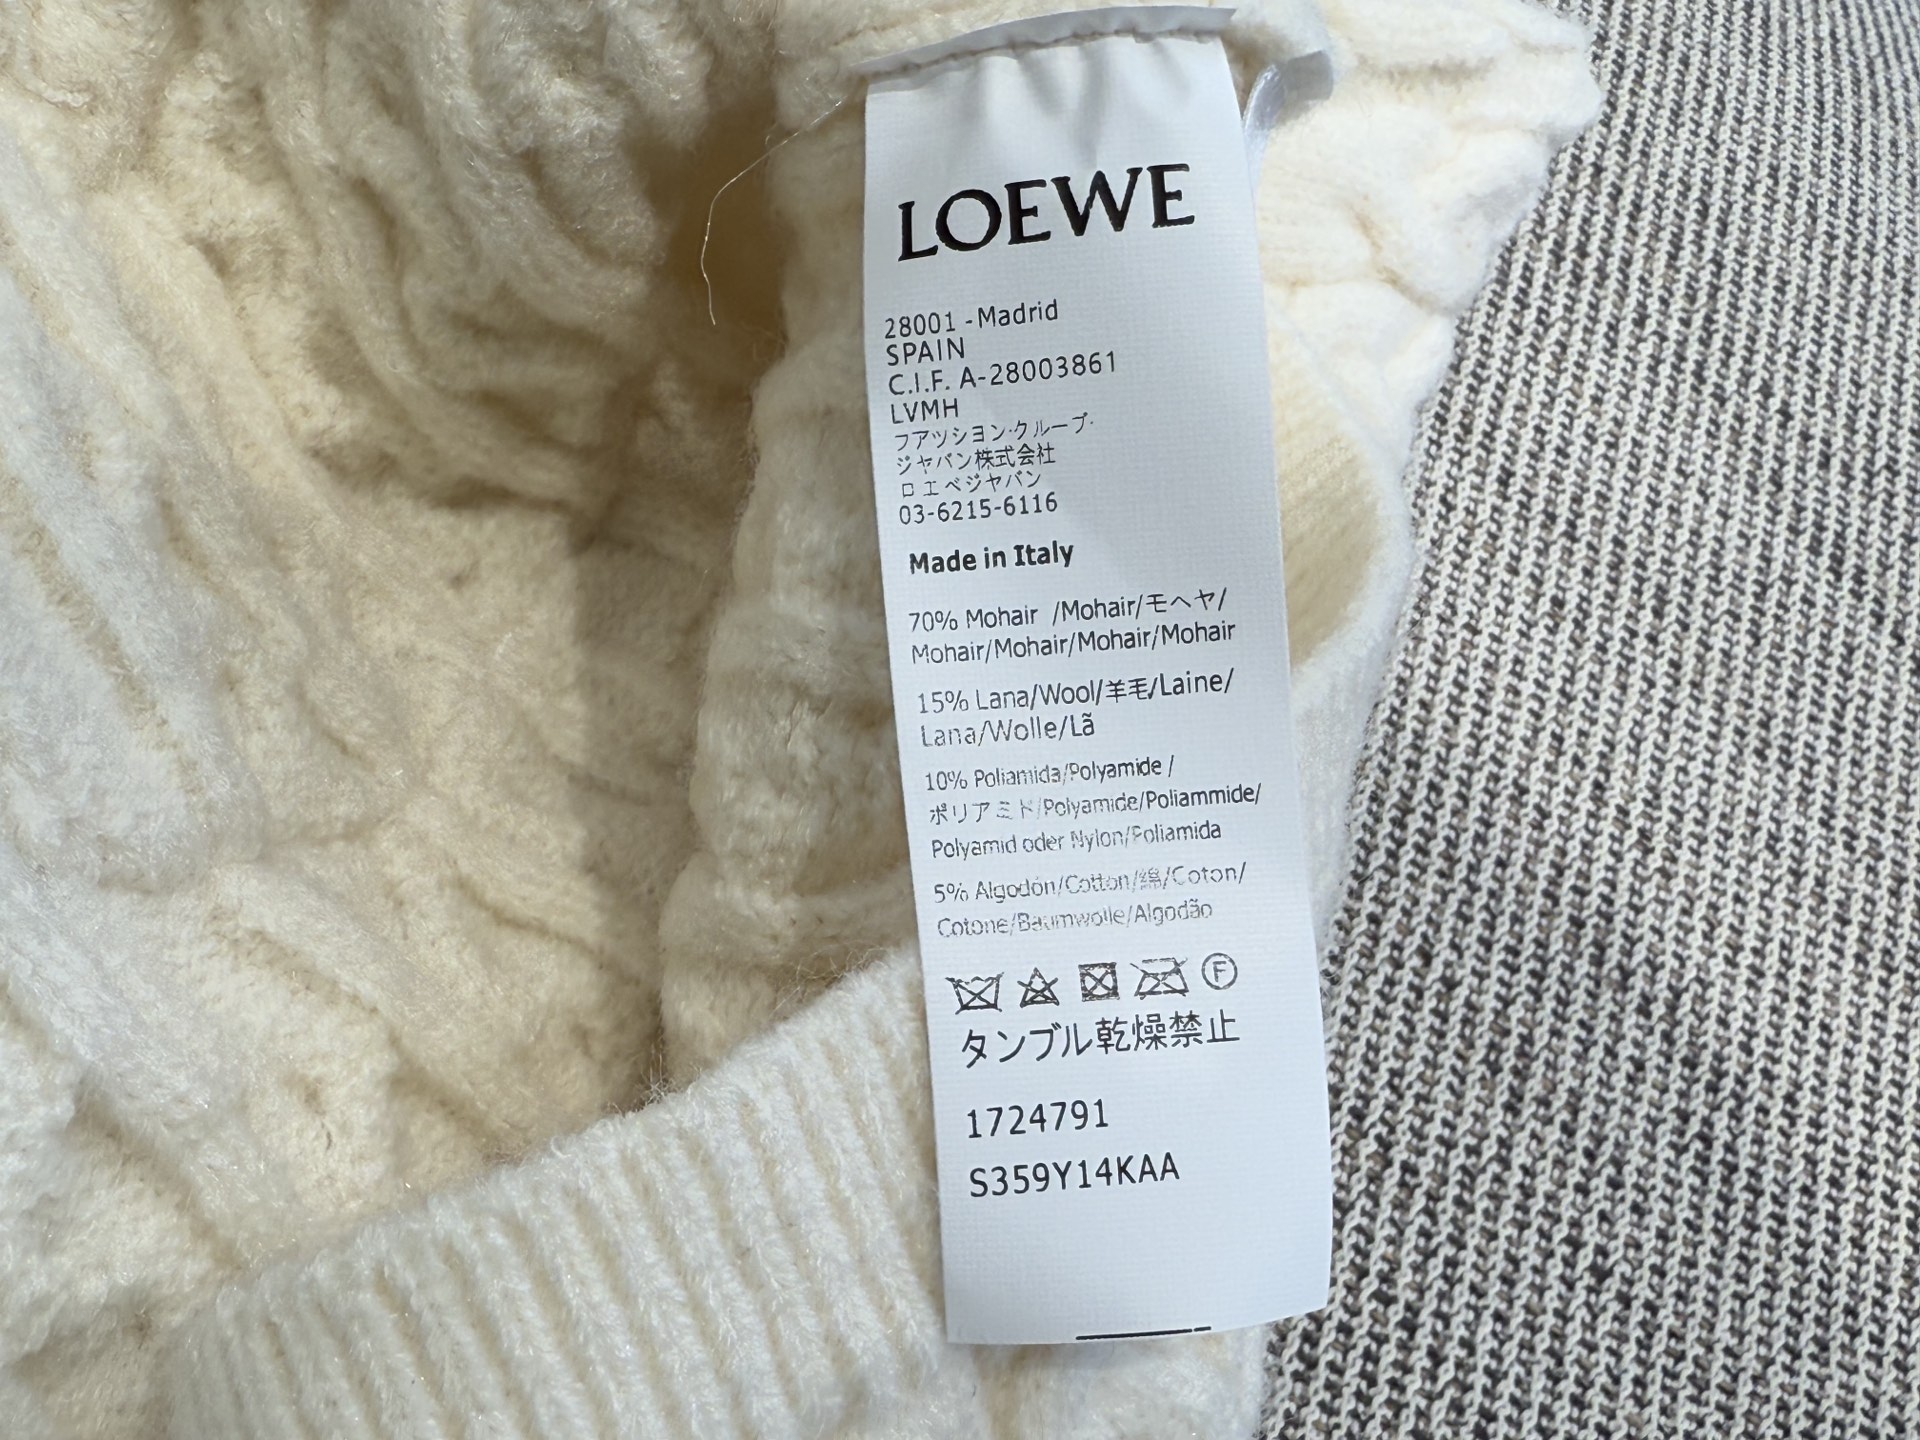 LOEWE
28001 -Madrid
SPAIN
C.I.F. A-28003861
LVMH
フアツシヨン·クループ·
ジヤパン株式会社
ロエベジヤパン
03-6215-6116
Made in Italy
70% Mohair /Mohair/モヘヤ/
Mohair/Mohair/Mohair/Mohair
15% Lana/Wool/羊毛/Laine/
Lana/Wolle/Lã
10% Poliamida/Polyamide /
ポリアミド/Polyamide/Poliammide/
Polyamid oder Nylon/Poliamida
5% Algodón/Cotton/綿/Coton/
Cotone/Baumwolle/Algodão
F
タンブル乾燥禁止
1724791
S359Y14KAA